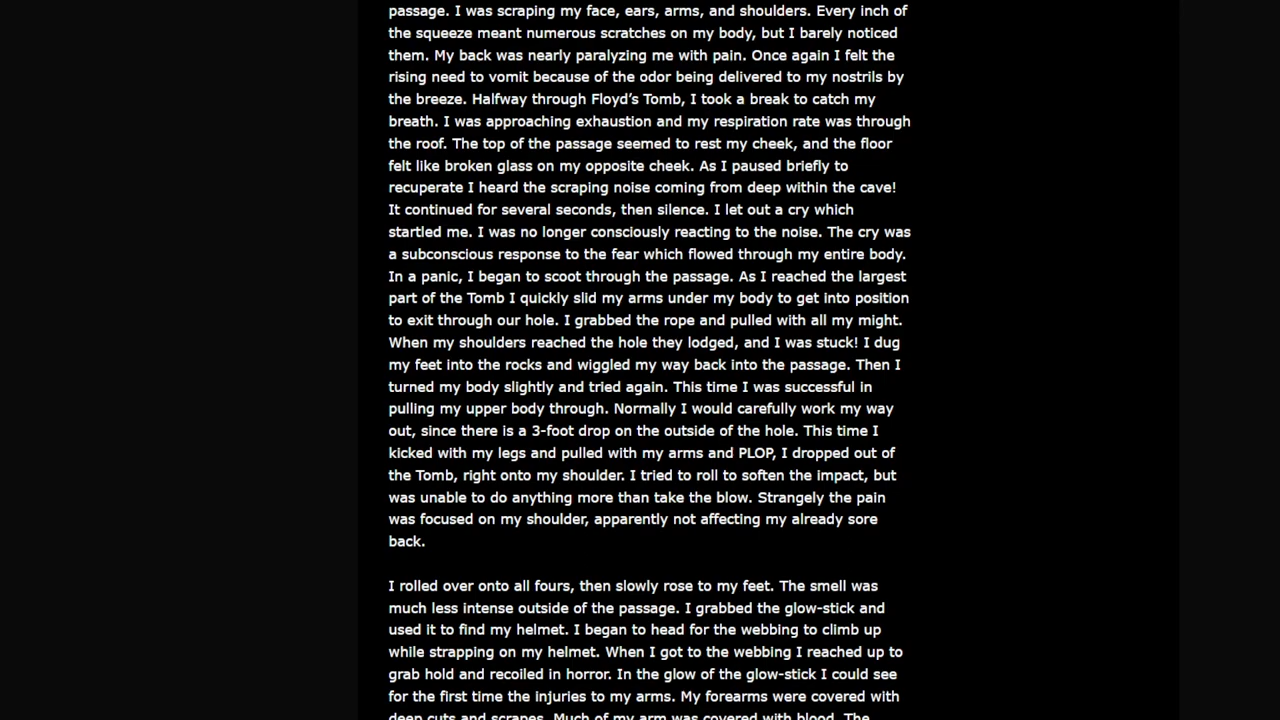 passage. I was scraping my face, ears, arms, and shoulders. Every inch of
the squeeze meant numerous scratches on my body, but I barely noticed
them. My back was nearly paralyzing me with pain. Once again I felt the
rising need to vomit because of the odor being delivered to my nostrils by
the breeze. Halfway through Floyd’s Tomb, I took a break to catch my
breath. I was approaching exhaustion and my respiration rate was through
the roof. The top of the passage seemed to rest my cheek, and the floor
felt like broken glass on my opposite cheek. As I paused briefly to
recuperate I heard the scraping noise coming from deep within the cave!
It continued for several seconds, then silence. I let out a cry which
startled me. I was no longer consciously reacting to the noise. The cry was
a subconscious response to the fear which flowed through my entire body.
In a panic, I began to scoot through the passage. As I reached the largest
part of the Tomb I quickly slid my arms under my body to get into position
to exit through our hole. I grabbed the rope and pulled with all my might.
When my shoulders reached the hole they lodged, and I was stuck! I dug
my feet into the rocks and wiggled my way back into the passage. Then I
turned my body slightly and tried again. This time I was successful in
pulling my upper body through. Normally I would carefully work my way
out, since there is a 3-foot drop on the outside of the hole. This time I
kicked with my legs and pulled with my arms and PLOP, I dropped out of
the Tomb, right onto my shoulder. I tried to roll to soften the impact, but
was unable to do anything more than take the blow. Strangely the pain
was focused on my shoulder, apparently not affecting my already sore
back.
I rolled over onto all fours, then slowly rose to my feet. The smell was
much less intense outside of the passage. I grabbed the glow-stick and
used it to find my helmet. I began to head for the webbing to climb up
while strapping on my helmet. When I got to the webbing I reached up to
grab hold and recoiled in horror. In the glow of the glow-stick I could see
for the first time the injuries to my arms. My forearms were covered with
deep cuts and scrapes. Much of my arm was covered with blood. The